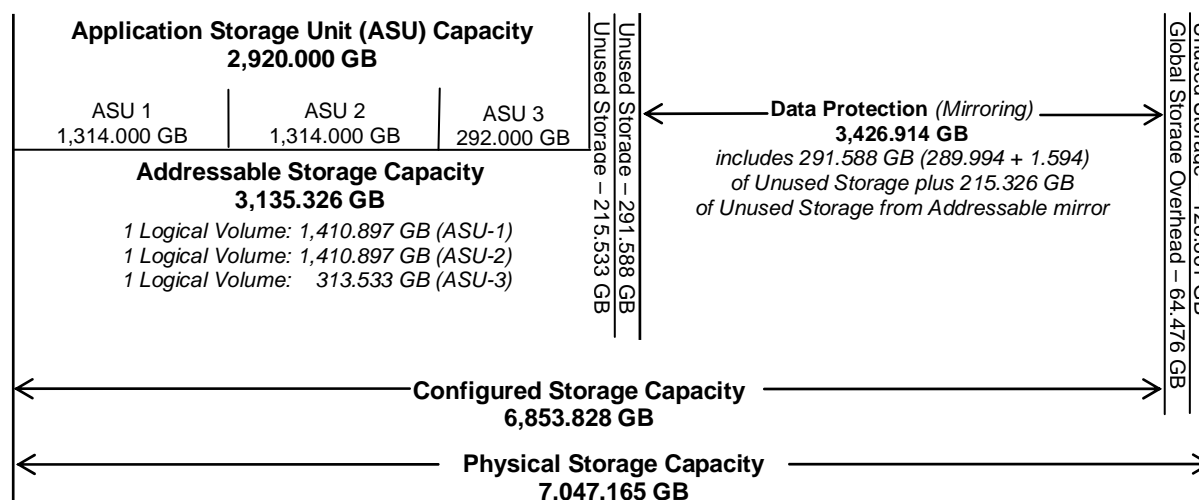 Application Storage Unit (ASU) Capacity
2,920.000 GB
ASU 1
1,314.000 GB
ASU 2
1,314.000 GB
ASU 3
292.000 GB
Addressable Storage Capacity
3,135.326 GB
1 Logical Volume: 1,410.897 GB (ASU-1)
1 Logical Volume: 1,410.897 GB (ASU-2)
1 Logical Volume: 313.533 GB (ASU-3)
Unused Storage – 215.533 GB
Unused Storage – 291.588 GB
Data Protection (Mirroring)
3,426.914 GB
includes 291.588 GB (289.994 + 1.594)
of Unused Storage plus 215.326 GB
of Unused Storage from Addressable mirror
Global Storage Overhead – 64.476 GB
Unused Storage GB
Configured Storage Capacity
6,853.828 GB
Physical Storage Capacity
7,047.165 GB